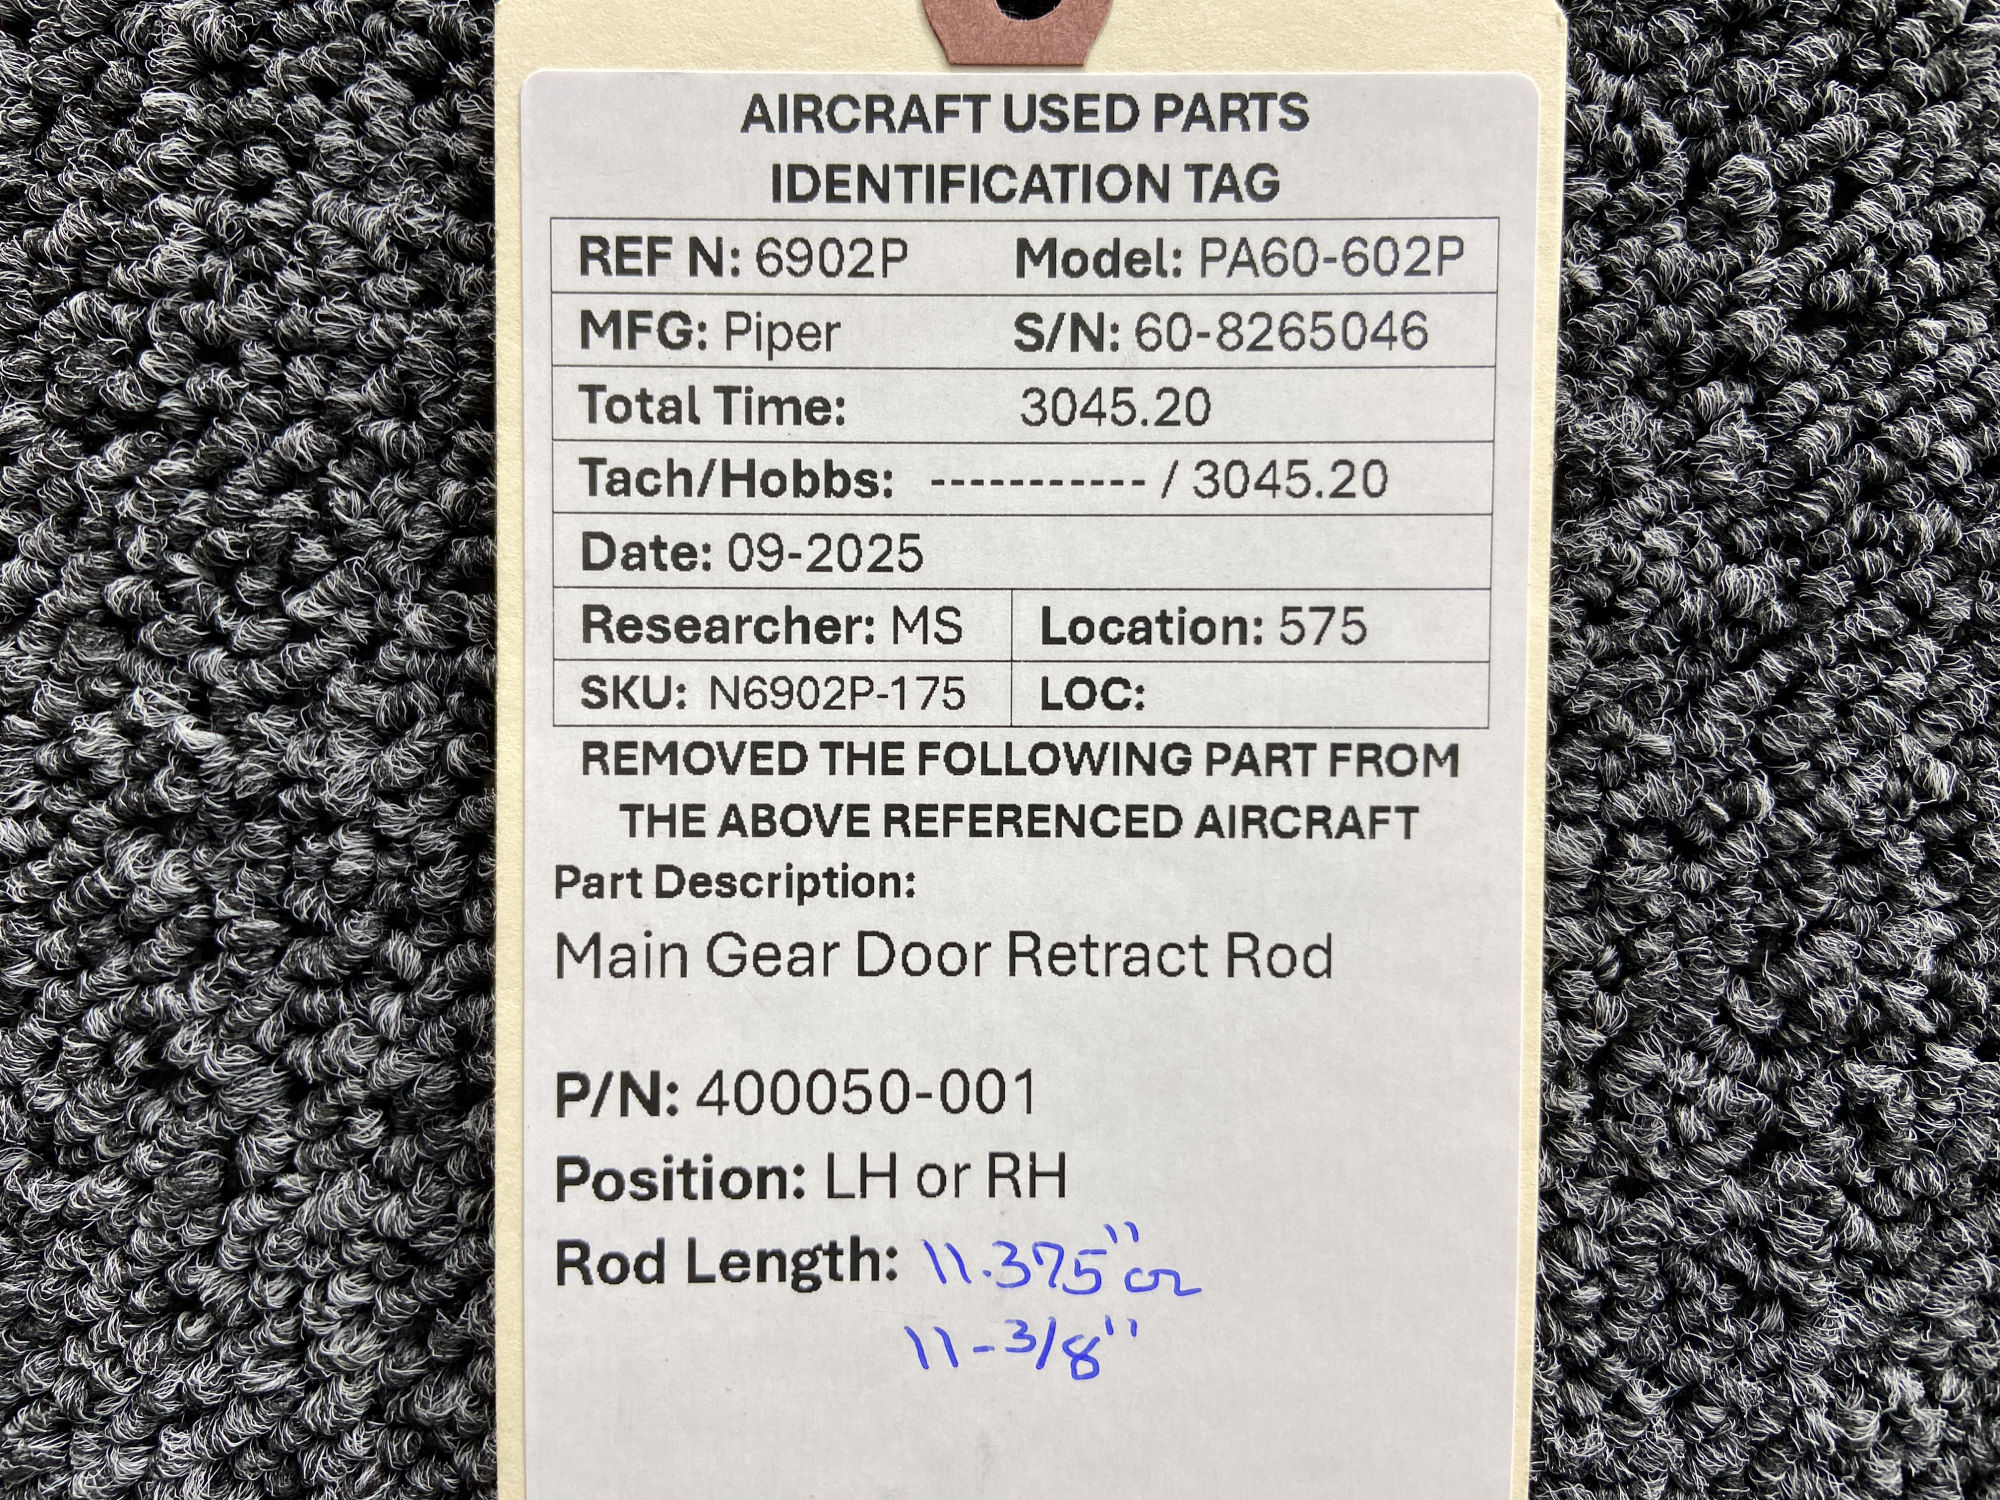 AIRCRAFT USED PARTS
IDENTIFICATION TAG
REF N: 6902P Model: PA60-602P
MFG: Piper S/N: 60-8265046
Total Time: 3045.20
Tach/Hobbs: ----------- / 3045.20
Date: 09-2025
Researcher: MS Location: 575
SKU: N6902P-175 LOC:
REMOVED THE FOLLOWING PART FROM
THE ABOVE REFERENCED AIRCRAFT
Part Description:
Main Gear Door Retract Rod
P/N: 400050-001
Position: LH or RH
Rod Length: 11.375" or
11-3/8"